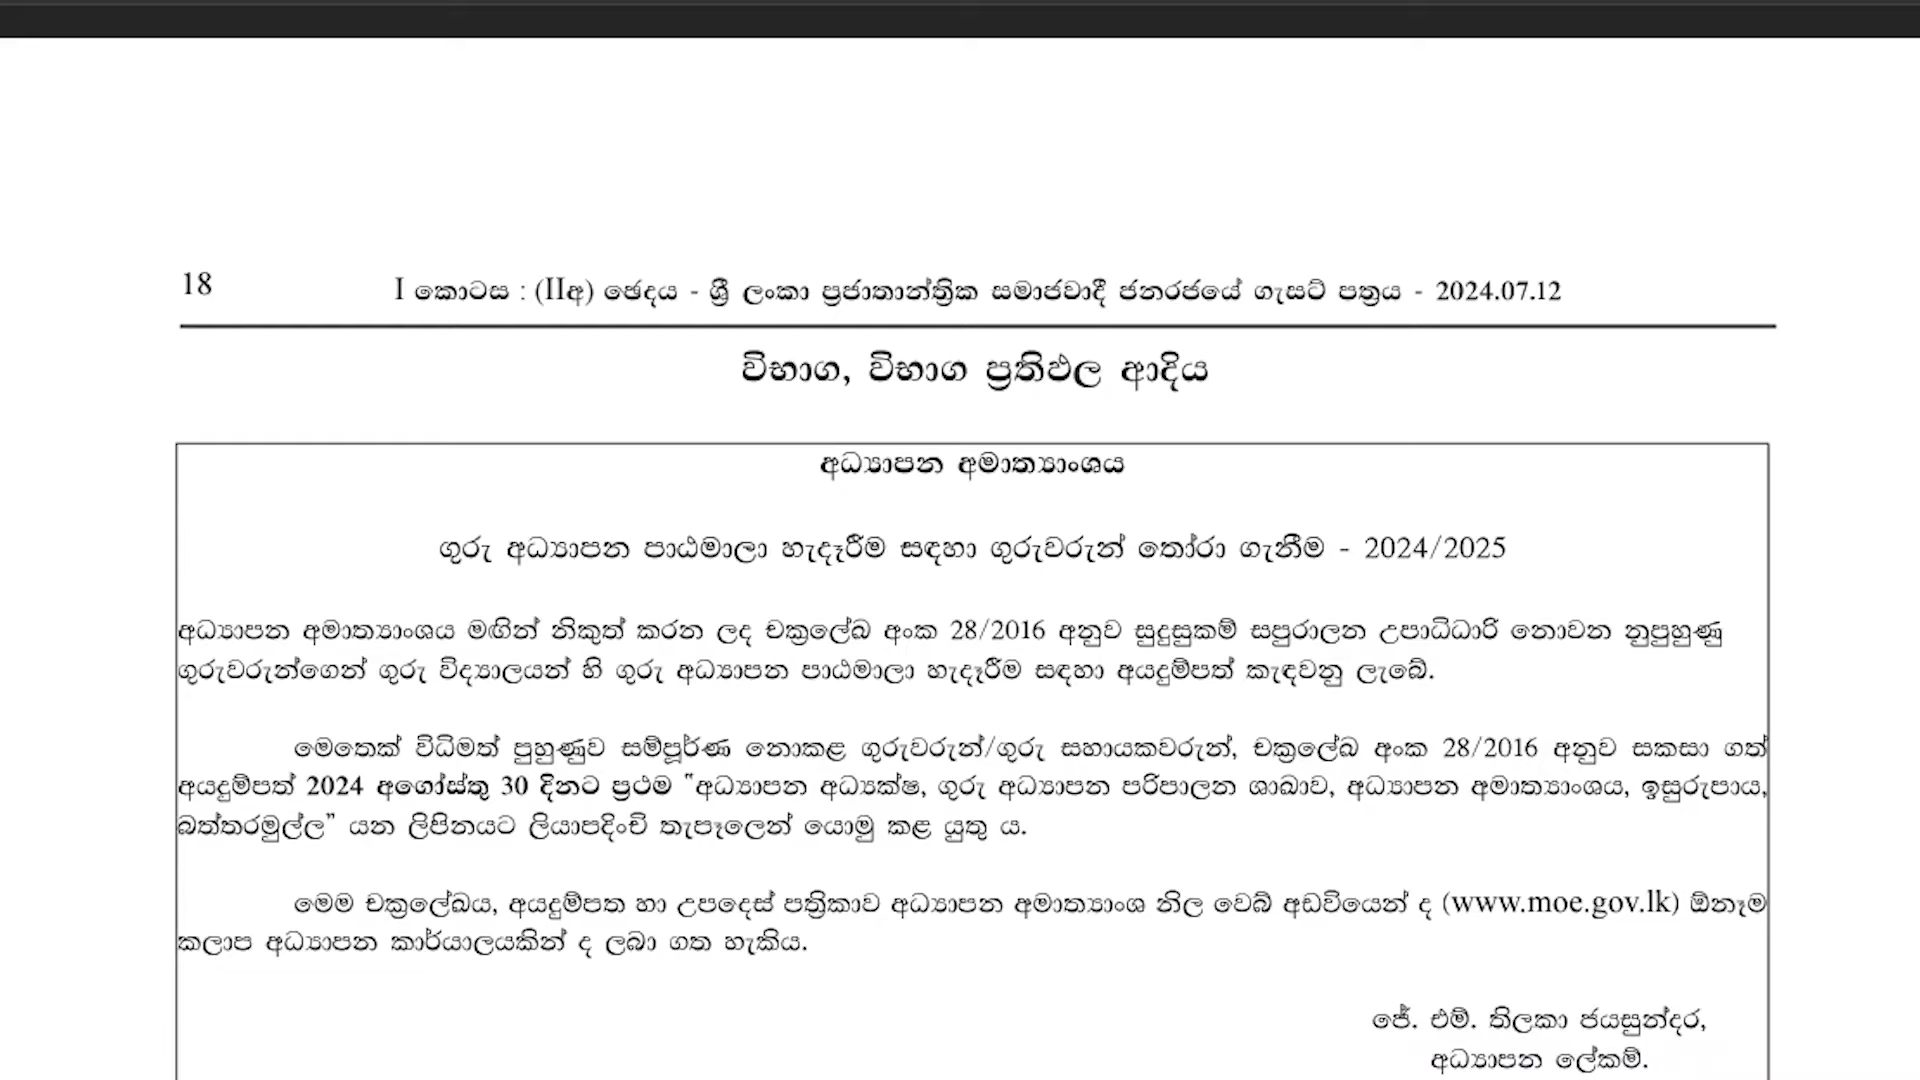 18
I කොටස : (IIඅ) ඡෙදය - ශ්‍රී ලංකා ප්‍රජාතාන්ත්‍රික සමාජවාදී ජනරජයේ ගැසට් පත්‍රය - 2024.07.12
විභාග, විභාග ප්‍රතිඵල ආදිය
අධ්‍යාපන අමාත්‍යාංශය
ගුරු අධ්‍යාපන පාඨමාලා හැදෑරීම සඳහා ගුරුවරුන් තෝරා ගැනීම - 2024/2025
අධ්‍යාපන අමාත්‍යාංශය මඟින් නිකුත් කරන ලද චක්‍රලේඛ අංක 28/2016 අනුව සුදුසුකම් සපුරාලන උපාධිධාරි නොවන නුපුහුණු
ගුරුවරුන්ගෙන් ගුරු විද්‍යාලයන් හි ගුරු අධ්‍යාපන පාඨමාලා හැදෑරීම සඳහා අයදුම්පත් කැඳවනු ලැබේ.
මෙතෙක් විධිමත් පුහුණුව සම්පූර්ණ නොකළ ගුරුවරුන්/ගුරු සහායකවරුන්, චක්‍රලේඛ අංක 28/2016 අනුව සකසා ගත්
අයදුම්පත් 2024 අගෝස්තු 30 දිනට ප්‍රථම “අධ්‍යාපන අධ්‍යක්ෂ, ගුරු අධ්‍යාපන පරිපාලන ශාඛාව, අධ්‍යාපන අමාත්‍යාංශය, ඉසුරුපාය,
බත්තරමුල්ල” යන ලිපිනයට ලියාපදිංචි තැපෑලෙන් යොමු කළ යුතු ය.
මෙම චක්‍රලේඛය, අයදුම්පත හා උපදෙස් පත්‍රිකාව අධ්‍යාපන අමාත්‍යාංශ නිල වෙබ් අඩවියෙන් ද (www.moe.gov.lk) ඕනෑම
කලාප අධ්‍යාපන කාර්යාලයකින් ද ලබා ගත හැකිය.
ජේ. එම්. තිලකා ජයසුන්දර,
අධ්‍යාපන ලේකම්.